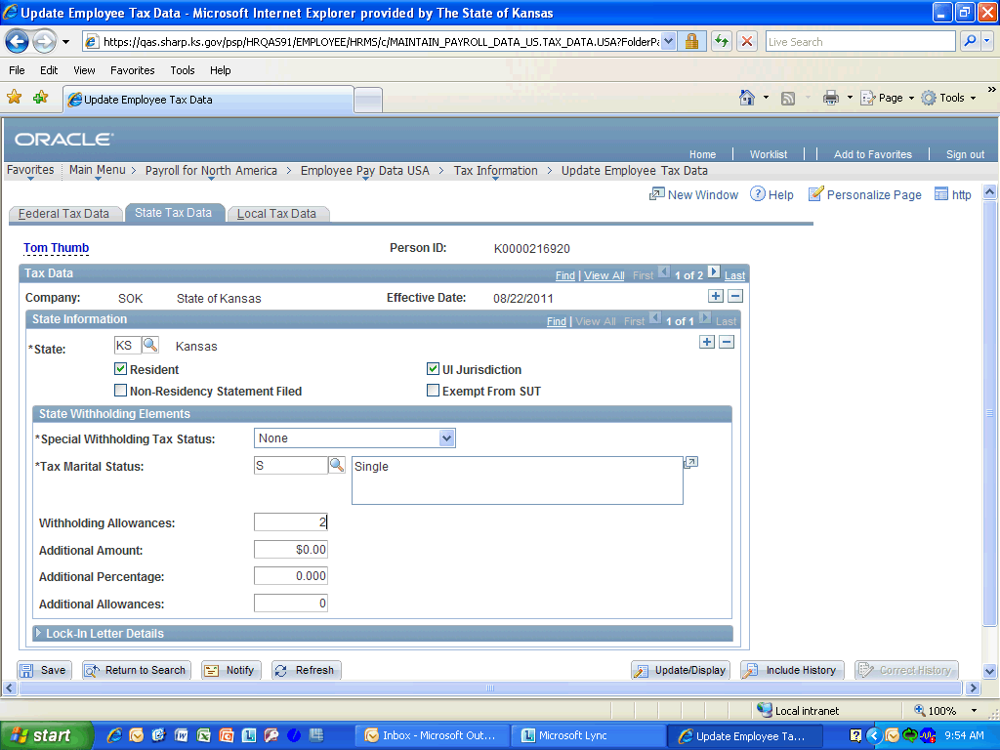 Update Employee Tax Data - Microsoft Internet Explorer provided by The State of Kansas
https://qas.sharp.ks.gov/psp/HRQAS91/EMPLOYEE/HRMS/c/MAINTAIN_PAYROLL_DATA_US.TAX_DATA.USA?FolderPa Live Search
File Edit View Favorites Tools Help
Update Employee Tax Data Page Tools »
ORACLE
Home Worklist Add to Favorites Sign out
Favorites Main Menu > Payroll for North America > Employee Pay Data USA > Tax Information > Update Employee Tax Data
New Window ? Help Personalize Page http
Federal Tax Data State Tax Data Local Tax Data
Tom Thumb Person ID: K0000216920
Tax Data Find | View All First 1 of 2 Last
Company: SOK State of Kansas Effective Date: 08/22/2011
State Information Find | View All First 1 of 1 Last
*State: KS Kansas
Resident UI Jurisdiction
Non-Residency Statement Filed Exempt From SUT
State Withholding Elements
*Special Withholding Tax Status: None
*Tax Marital Status: S Single
Withholding Allowances: 2
Additional Amount: $0.00
Additional Percentage: 0.000
Additional Allowances: 0
Lock-In Letter Details
Save Return to Search Notify Refresh Update/Display Include History Correct History
Local intranet 100%
start Inbox - Microsoft Out... Microsoft Lync Update Employee Ta... 9:54 AM